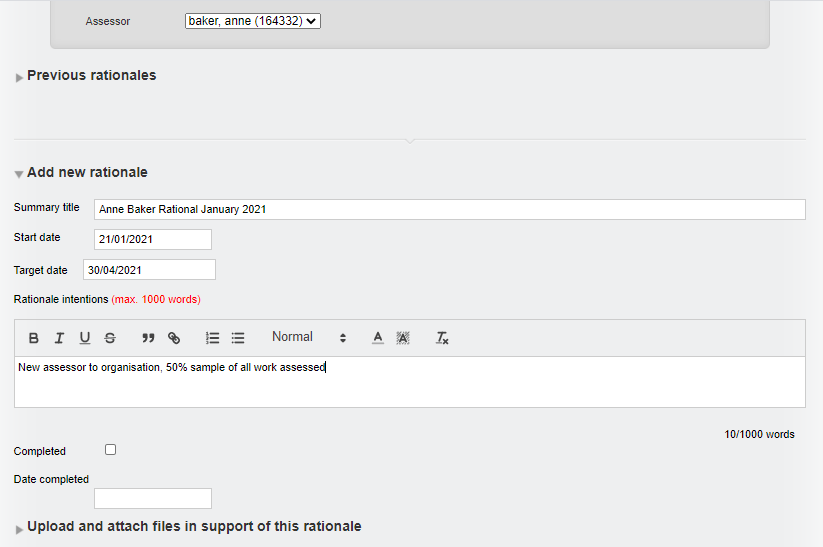 Assessor baker, anne (164332)
Previous rationales
Add new rationale
Summary title Anne Baker Rational January 2021
Start date 21/01/2021
Target date 30/04/2021
Rationale intentions (max. 1000 words)
B I U S Normal A A Tx
New assessor to organisation, 50% sample of all work assessed
10/1000 words
Completed
Date completed
Upload and attach files in support of this rationale